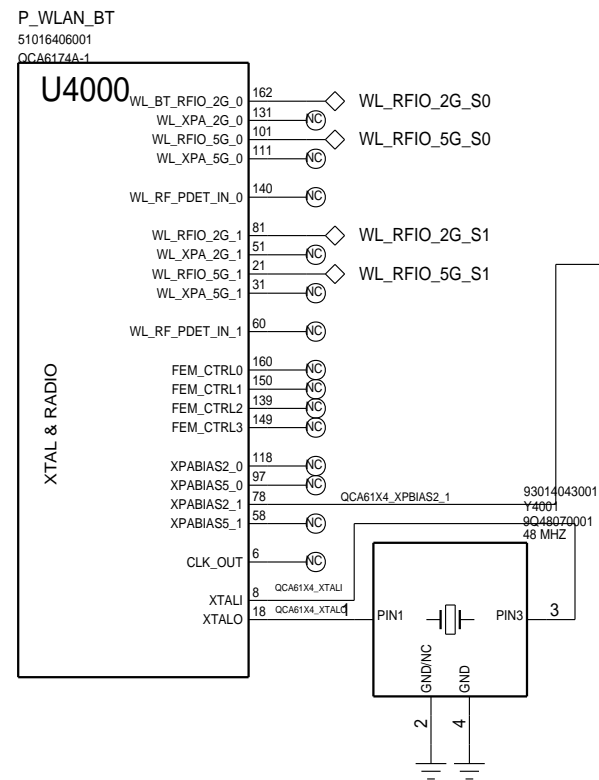 P_WLAN_BT
51016406001
QCA6174A-1
U4000
WL_BT_RFIO_2G_0 162 WL_RFIO_2G_S0
WL_XPA_2G_0 131 NC
WL_RFIO_5G_0 101 WL_RFIO_5G_S0
WL_XPA_5G_0 111 NC
WL_RF_PDET_IN_0 140 NC
WL_RFIO_2G_1 81 WL_RFIO_2G_S1
WL_XPA_2G_1 51 NC
WL_RFIO_5G_1 21 WL_RFIO_5G_S1
WL_XPA_5G_1 31 NC
WL_RF_PDET_IN_1 60 NC
FEM_CTRL0 160 NC
FEM_CTRL1 150 NC
FEM_CTRL2 139 NC
FEM_CTRL3 149 NC
XTAL & RADIO
XPABIAS2_0 118 NC
XPABIAS5_0 97 NC
XPABIAS2_1 78 QCA61X4_XPBIAS2_1
XPABIAS5_1 58 NC
CLK_OUT 6 NC
XTALI 8 QCA61X4_XTALI
XTALO 18 QCA61X4_XTALO
93014043001
Y4001
9Q48070001
48 MHZ
1 PIN1 PIN3 3
GND/NC GND
2 4